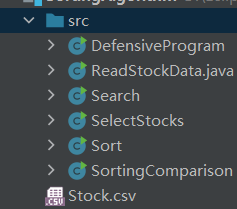 src
DefensiveProgram
ReadStockData.java
Search
SelectStocks
Sort
SortingComparison
Stock.csv